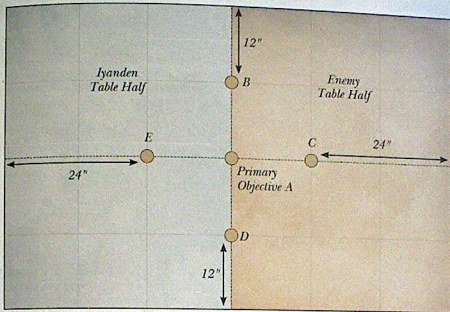 12"
B
Iyanden
Table Half
Enemy
Table Half
E
C
24"
24"
Primary
Objective A
D
12"